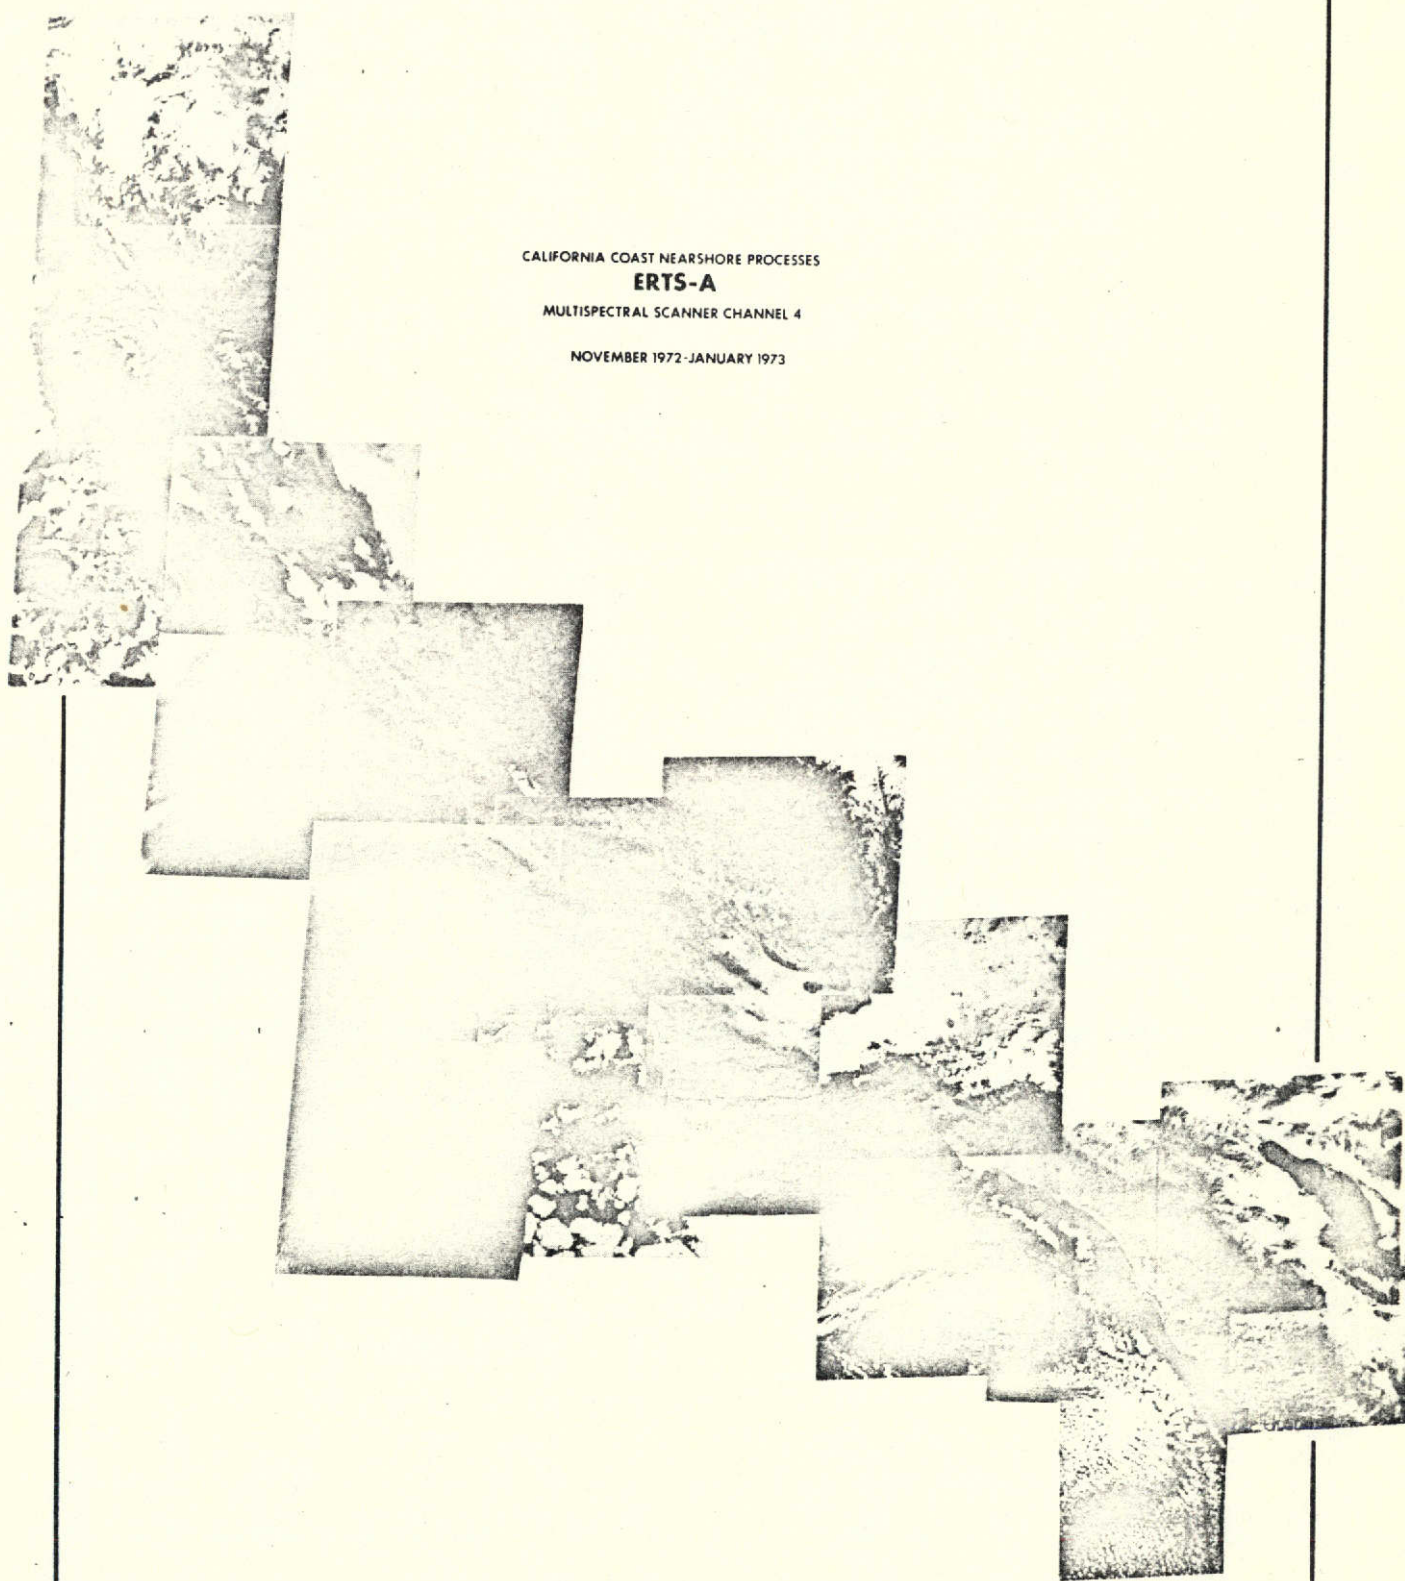 CALIFORNIA COAST NEARSHORE PROCESSES
ERTS-A
MULTISPECTRAL SCANNER CHANNEL 4
NOVEMBER 1972-JANUARY 1973